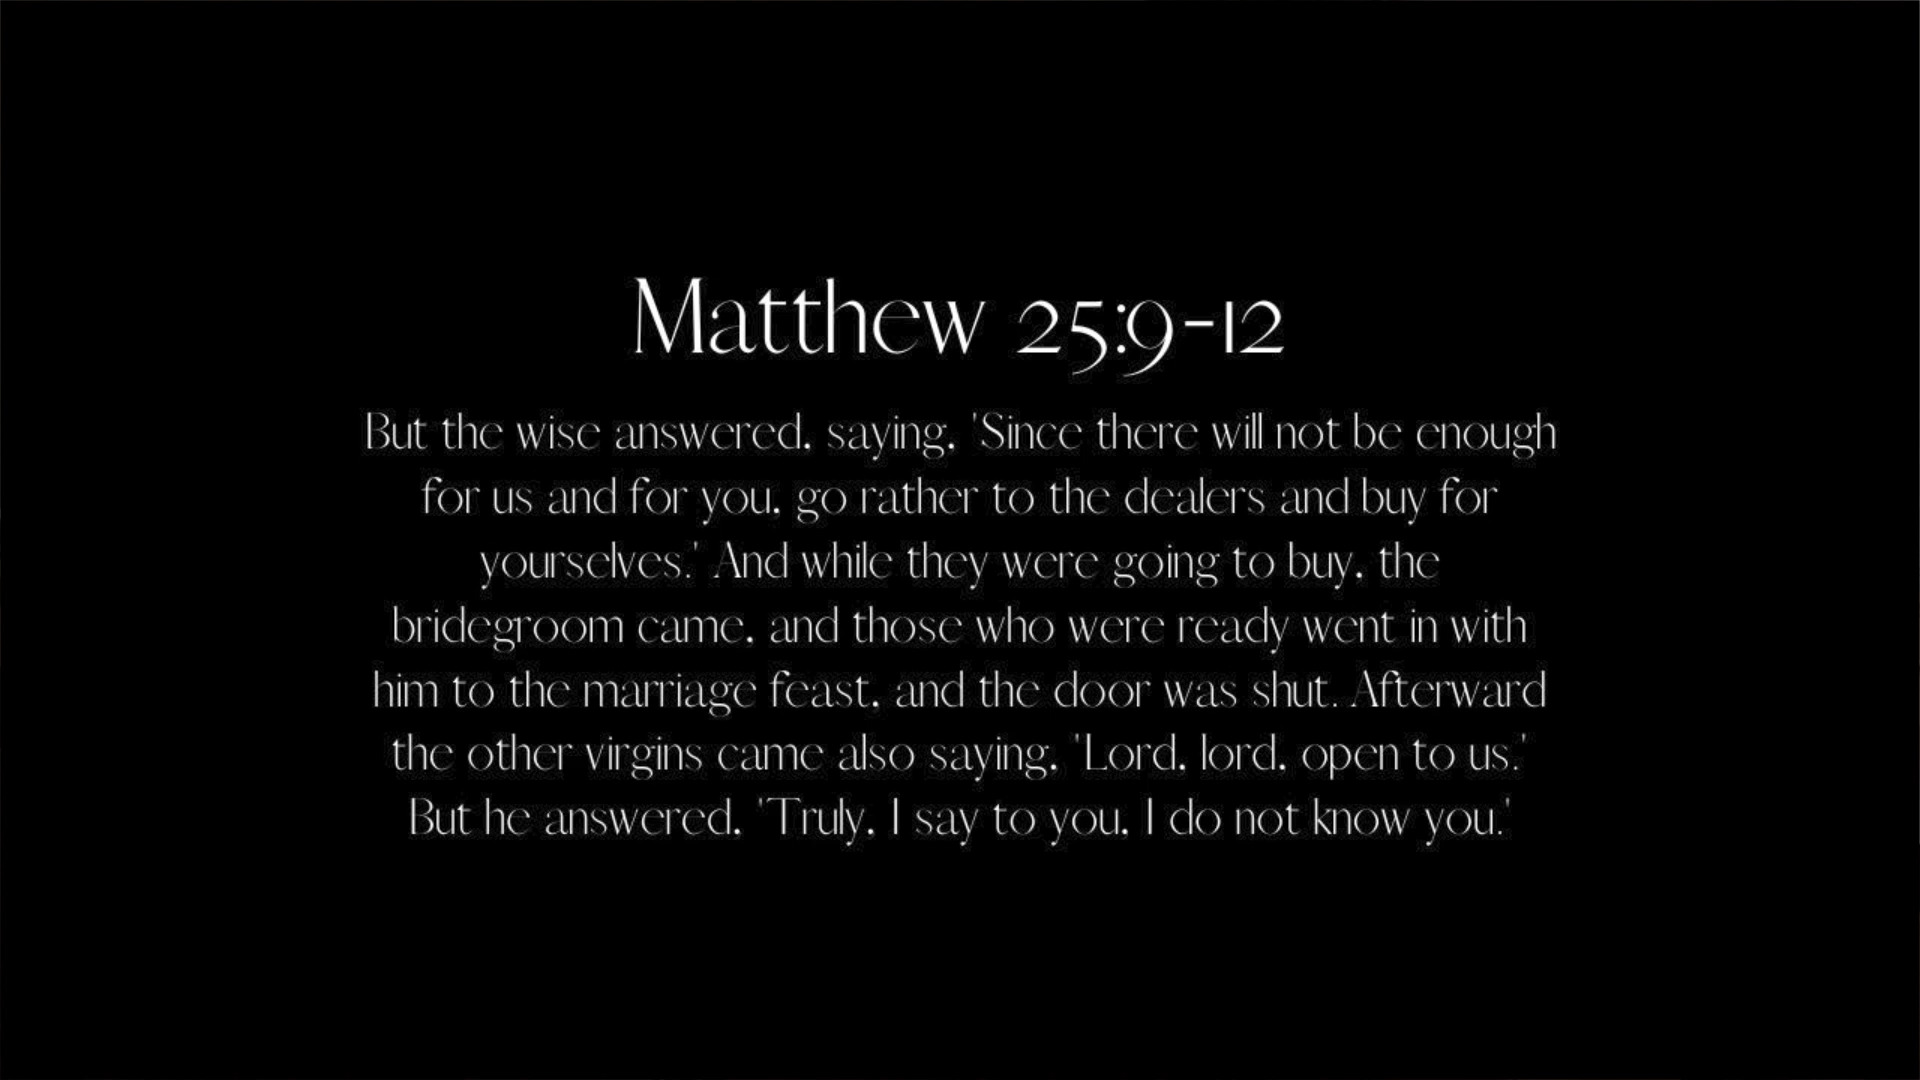 Matthew 25:9-12
But the wise answered, saying, 'Since there will not be enough
for us and for you, go rather to the dealers and buy for
yourselves.' And while they were going to buy, the
bridegroom came, and those who were ready went in with
him to the marriage feast, and the door was shut. Afterward
the other virgins came also saying, 'Lord, lord, open to us.'
But he answered, 'Truly, I say to you, I do not know you.'